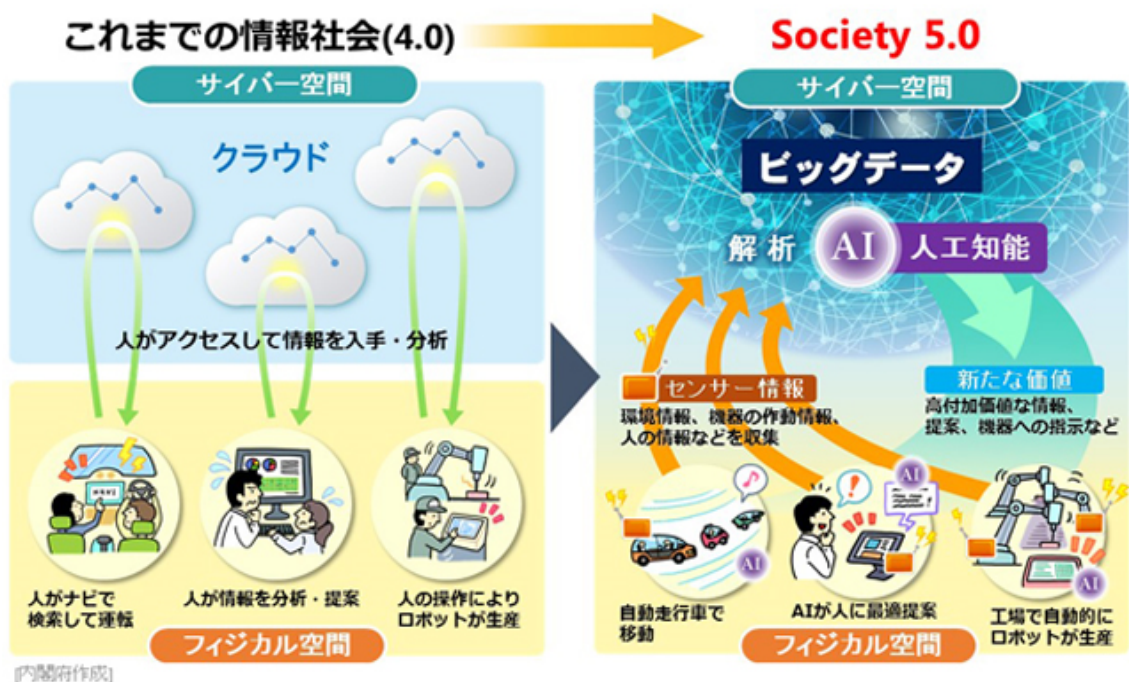 これまでの情報社会(4.0)
Society 5.0
サイバー空間
クラウド
人がアクセスして情報を入手・分析
人がナビで
検索して運転
人が情報を分析・提案
人の操作により
ロボットが生産
フィジカル空間
サイバー空間
ビッグデータ
解析 AI 人工知能
センサー情報
環境情報、機器の作動情報、
人の情報などを収集
新たな価値
高付加価値な情報、
提案、機器への指示など
AI
AI
AI
自動走行車で
移動
AIが人に最適提案
工場で自動的に
ロボットが生産
フィジカル空間
[内閣府作成]